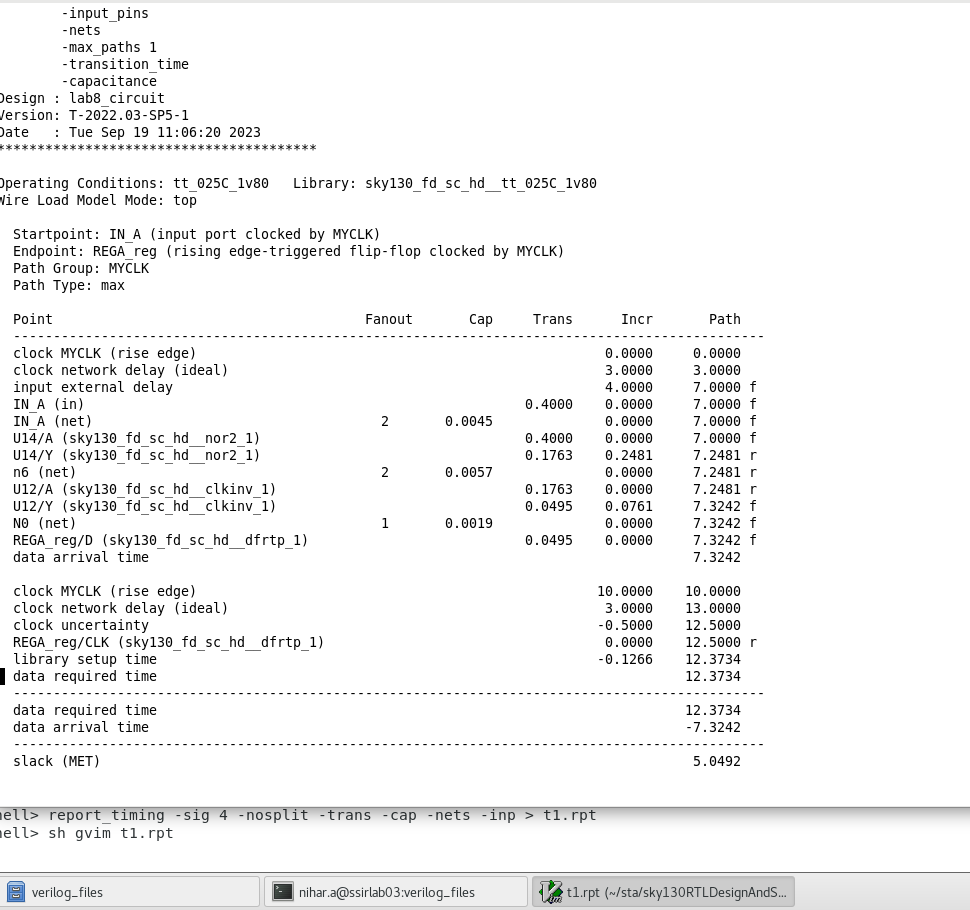 -input_pins
-nets
-max_paths 1
-transition_time
-capacitance
Design : lab8_circuit
Version: T-2022.03-SP5-1
Date   : Tue Sep 19 11:06:20 2023
****************************************
Operating Conditions: tt_025C_1v80   Library: sky130_fd_sc_hd__tt_025C_1v80
Wire Load Model Mode: top
Startpoint: IN_A (input port clocked by MYCLK)
Endpoint: REGA_reg (rising edge-triggered flip-flop clocked by MYCLK)
Path Group: MYCLK
Path Type: max
Point Fanout Cap Trans Incr Path
----------------------------------------------------------------------------------------------
clock MYCLK (rise edge) 0.0000 0.0000
clock network delay (ideal) 3.0000 3.0000
input external delay 4.0000 7.0000 f
IN_A (in) 0.4000 0.0000 7.0000 f
IN_A (net) 2 0.0045 0.0000 7.0000 f
U14/A (sky130_fd_sc_hd__nor2_1) 0.4000 0.0000 7.0000 f
U14/Y (sky130_fd_sc_hd__nor2_1) 0.1763 0.2481 7.2481 r
n6 (net) 2 0.0057 0.0000 7.2481 r
U12/A (sky130_fd_sc_hd__clkinv_1) 0.1763 0.0000 7.2481 r
U12/Y (sky130_fd_sc_hd__clkinv_1) 0.0495 0.0761 7.3242 f
N0 (net) 1 0.0019 0.0000 7.3242 f
REGA_reg/D (sky130_fd_sc_hd__dfrtp_1) 0.0495 0.0000 7.3242 f
data arrival time 7.3242
clock MYCLK (rise edge) 10.0000 10.0000
clock network delay (ideal) 3.0000 13.0000
clock uncertainty -0.5000 12.5000
REGA_reg/CLK (sky130_fd_sc_hd__dfrtp_1) 0.0000 12.5000 r
library setup time -0.1266 12.3734
data required time 12.3734
----------------------------------------------------------------------------------------------
data required time 12.3734
data arrival time -7.3242
----------------------------------------------------------------------------------------------
slack (MET) 5.0492
hell> report_timing -sig 4 -nosplit -trans -cap -nets -inp > t1.rpt
hell> sh gvim t1.rpt
verilog_files
nihar.a@ssirlab03:verilog_files
t1.rpt (~/sta/sky130RTLDesignAndS...